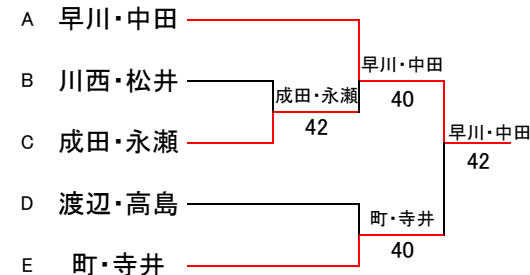 A 早川・中田
B 川西・松井
C 成田・永瀬
D 渡辺・高島
E 町・寺井
成田・永瀬
42
早川・中田
40
町・寺井
40
早川・中田
42